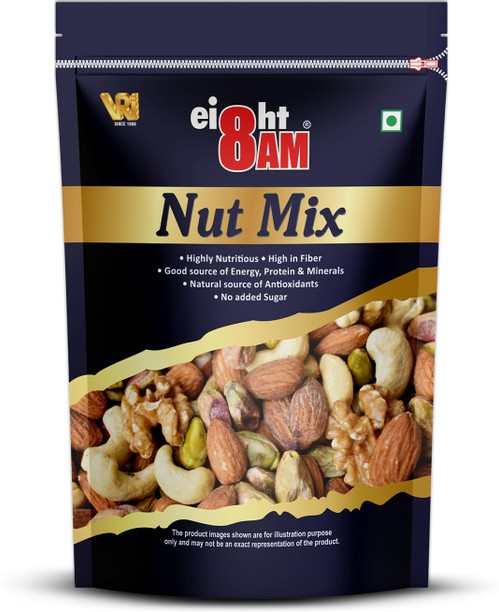 VRJ
SINCE 1985
ei8ht
8AM®
Nut Mix
• Highly Nutritious • High in Fiber
• Good source of Energy, Protein & Minerals
• Natural source of Antioxidants
• No added Sugar
The product images shown are for illustration purpose
only and may not be an exact representation of the product.